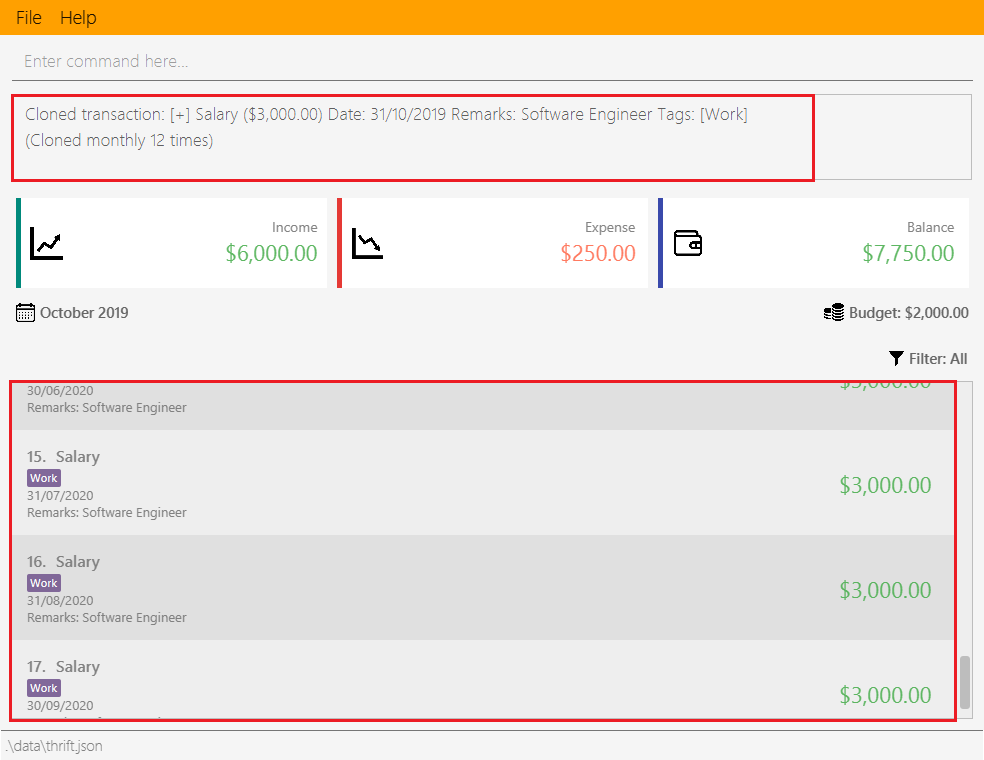 File Help
Enter command here...
Cloned transaction: [+] Salary ($3,000.00) Date: 31/10/2019 Remarks: Software Engineer Tags: [Work]
(Cloned monthly 12 times)
Income
$6,000.00
Expense
$250.00
Balance
$7,750.00
October 2019
Budget: $2,000.00
Filter: All
30/06/2020
$3,000.00
Remarks: Software Engineer
15. Salary
Work
31/07/2020
Remarks: Software Engineer
$3,000.00
16. Salary
Work
31/08/2020
Remarks: Software Engineer
$3,000.00
17. Salary
Work
30/09/2020
$3,000.00
.\data\thrift.json